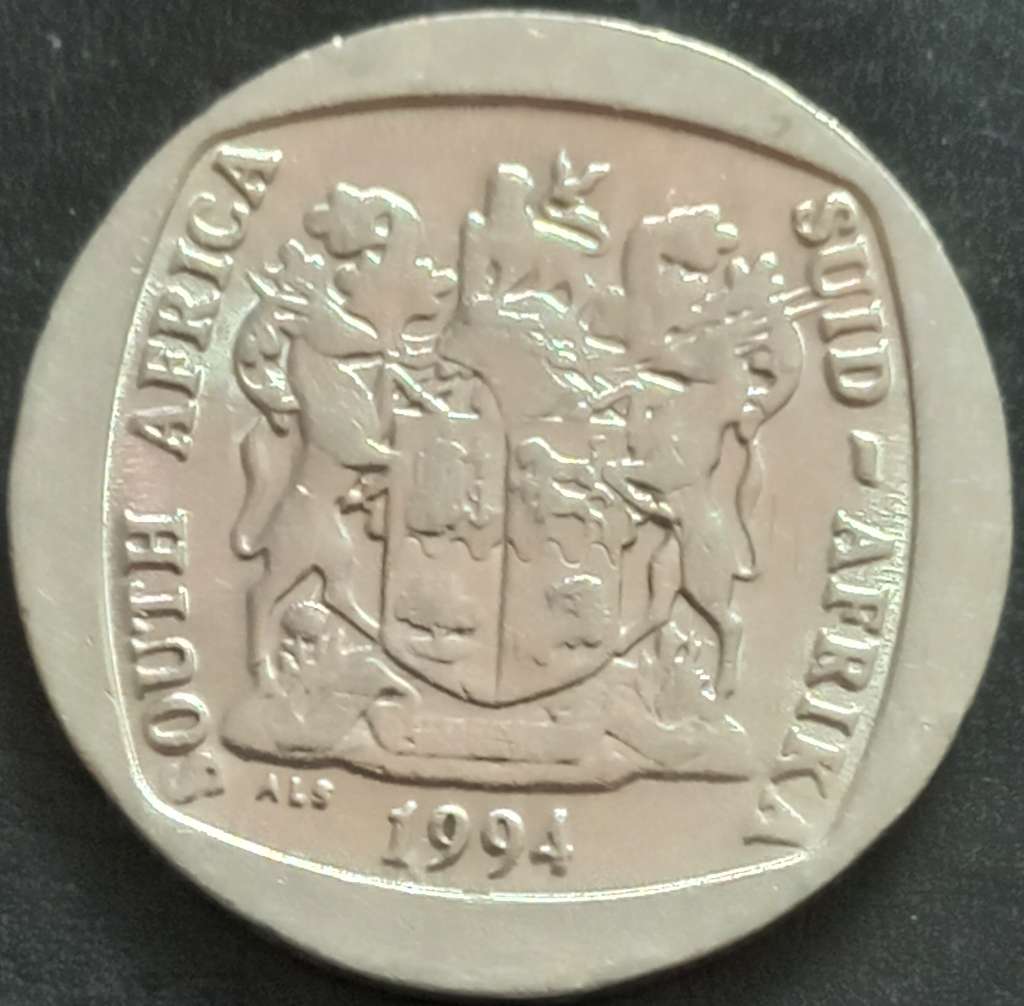 SOUTH AFRICA
SUID-AFRIKA
ALS
1994